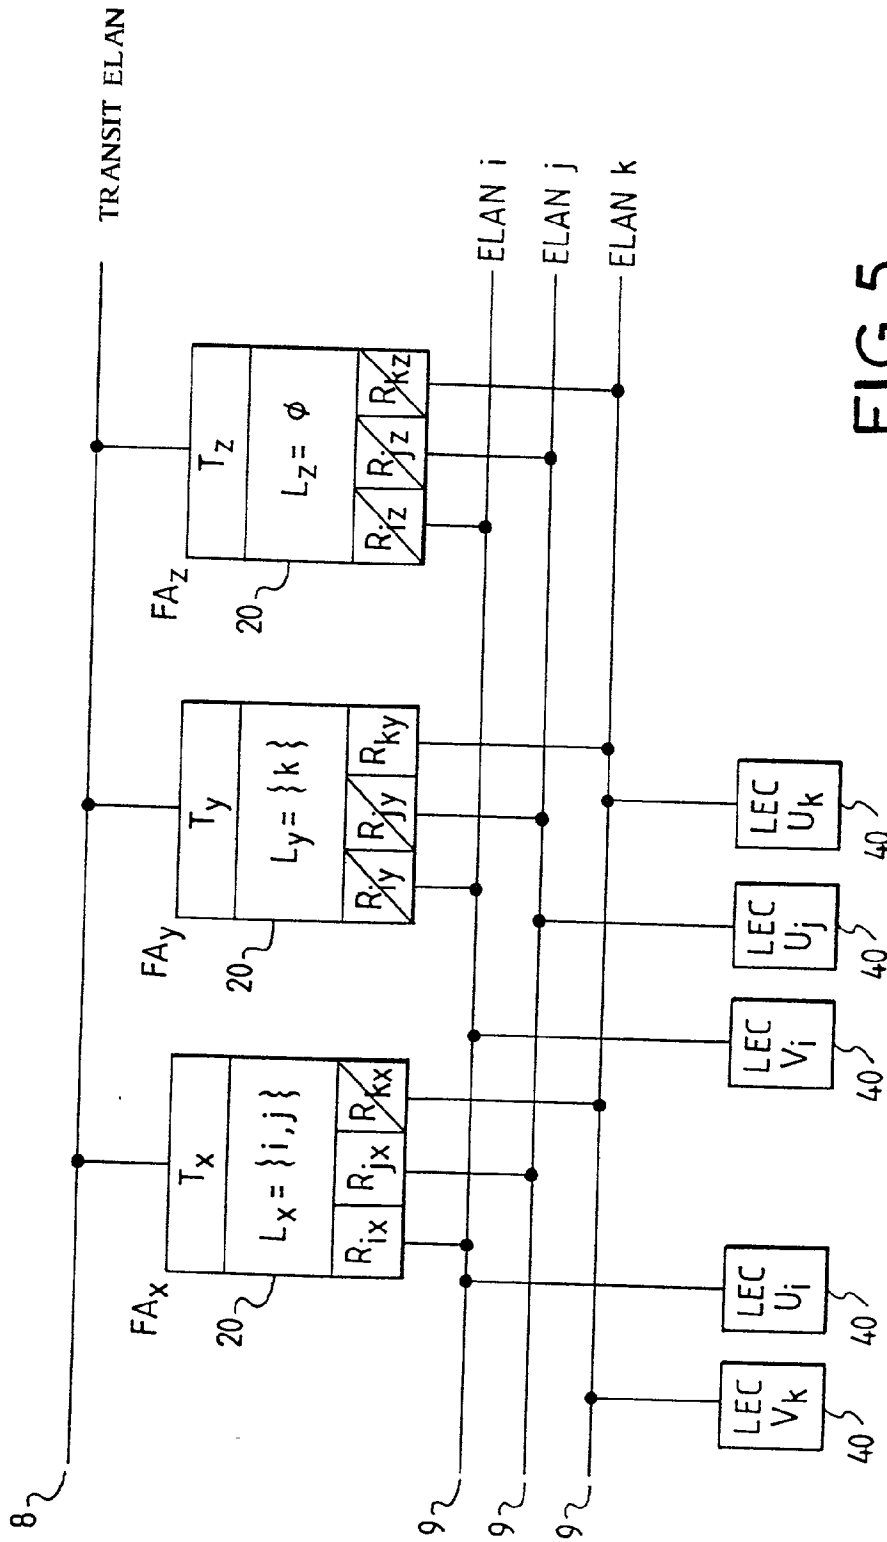 8
TRANSIT ELAN
FAx
FAy
FAz
20
20
20
Tx
Lx = {i,j}
Rix
Rjx
Rkx
Ty
Ly = {k}
Riy
Rjy
Rky
Tz
Lz = ϕ
Riz
Rjz
Rkz
9
9
9
ELAN i
ELAN j
ELAN k
LEC
Vk
40
LEC
Ui
40
LEC
Vi
40
LEC
Uj
40
LEC
Uk
40
FIG. 5